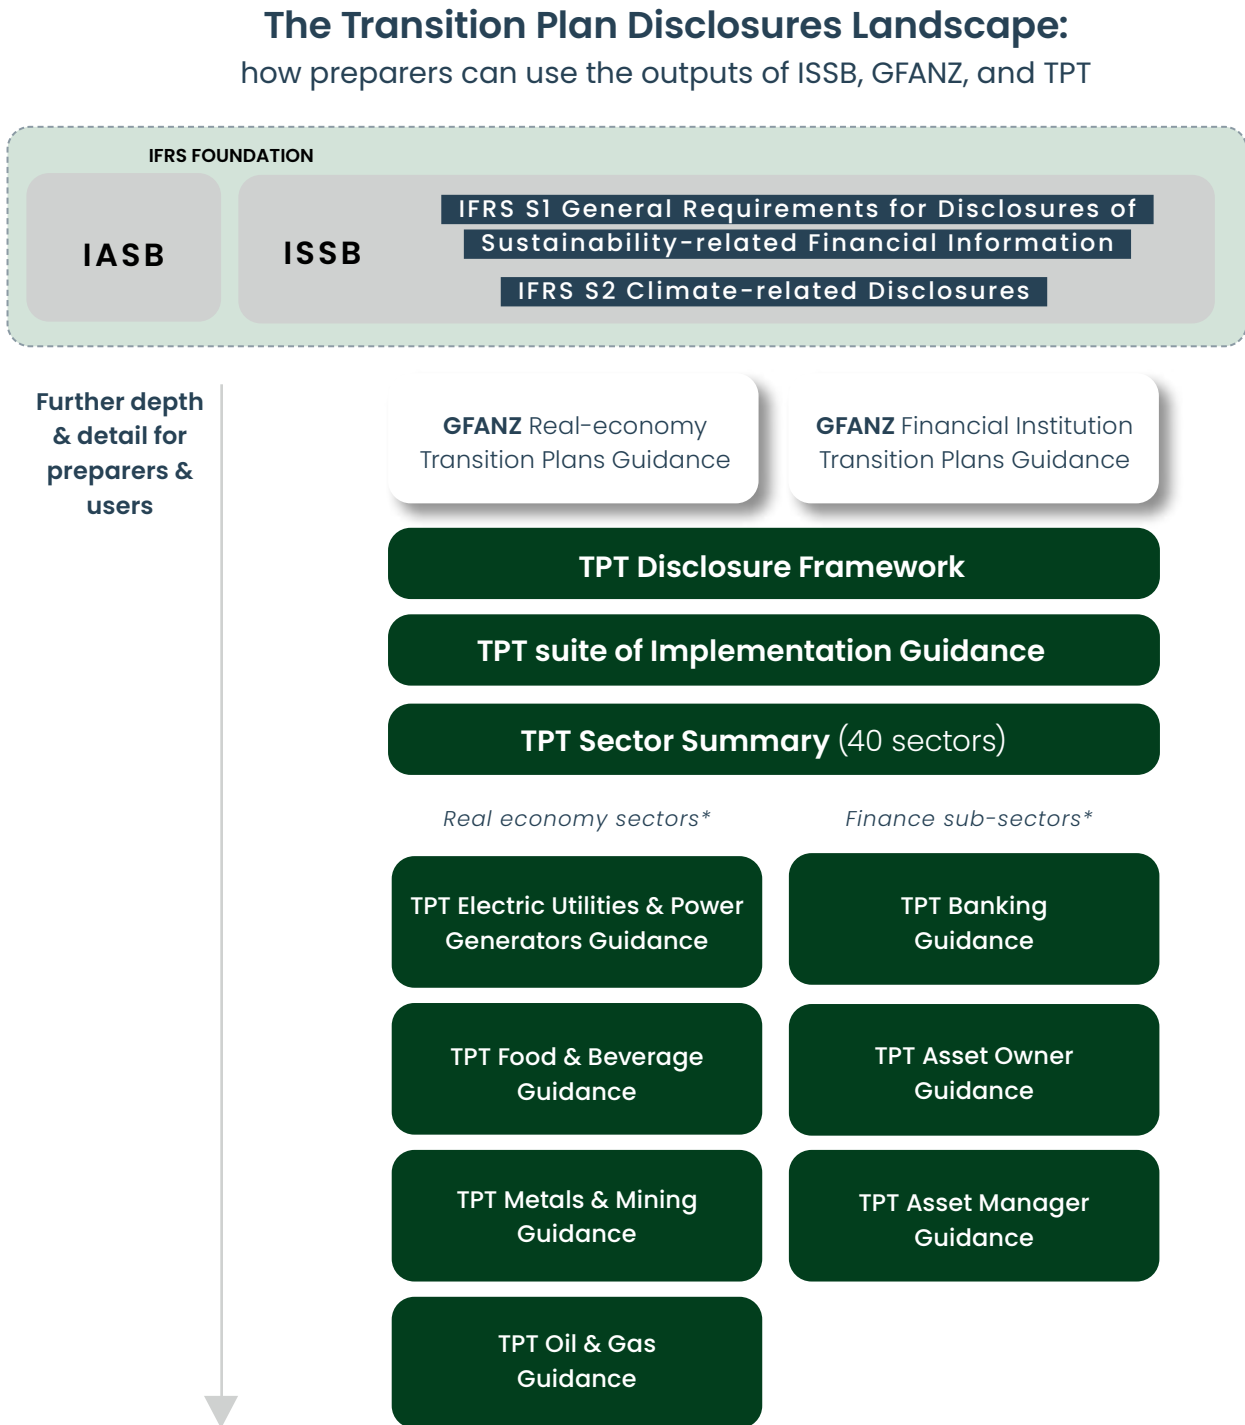 The Transition Plan Disclosures Landscape:
how preparers can use the outputs of ISSB, GFANZ, and TPT
IFRS FOUNDATION
IASB
ISSB
IFRS S1 General Requirements for Disclosures of
Sustainability-related Financial Information
IFRS S2 Climate-related Disclosures
Further depth
& detail for
preparers &
users
GFANZ Real-economy
Transition Plans Guidance
GFANZ Financial Institution
Transition Plans Guidance
TPT Disclosure Framework
TPT suite of Implementation Guidance
TPT Sector Summary (40 sectors)
Real economy sectors*
Finance sub-sectors*
TPT Electric Utilities & Power
Generators Guidance
TPT Banking
Guidance
TPT Food & Beverage
Guidance
TPT Asset Owner
Guidance
TPT Metals & Mining
Guidance
TPT Asset Manager
Guidance
TPT Oil & Gas
Guidance